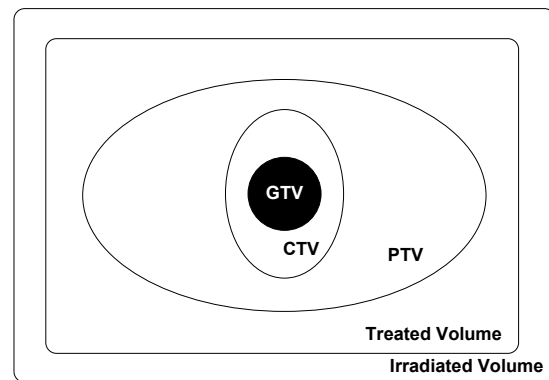 GTV
CTV
PTV
Treated Volume
Irradiated Volume